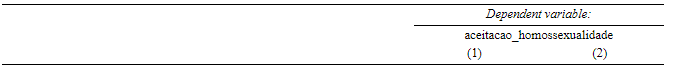 Dependent variable:
aceitacao_homossexualidade
(1) (2)